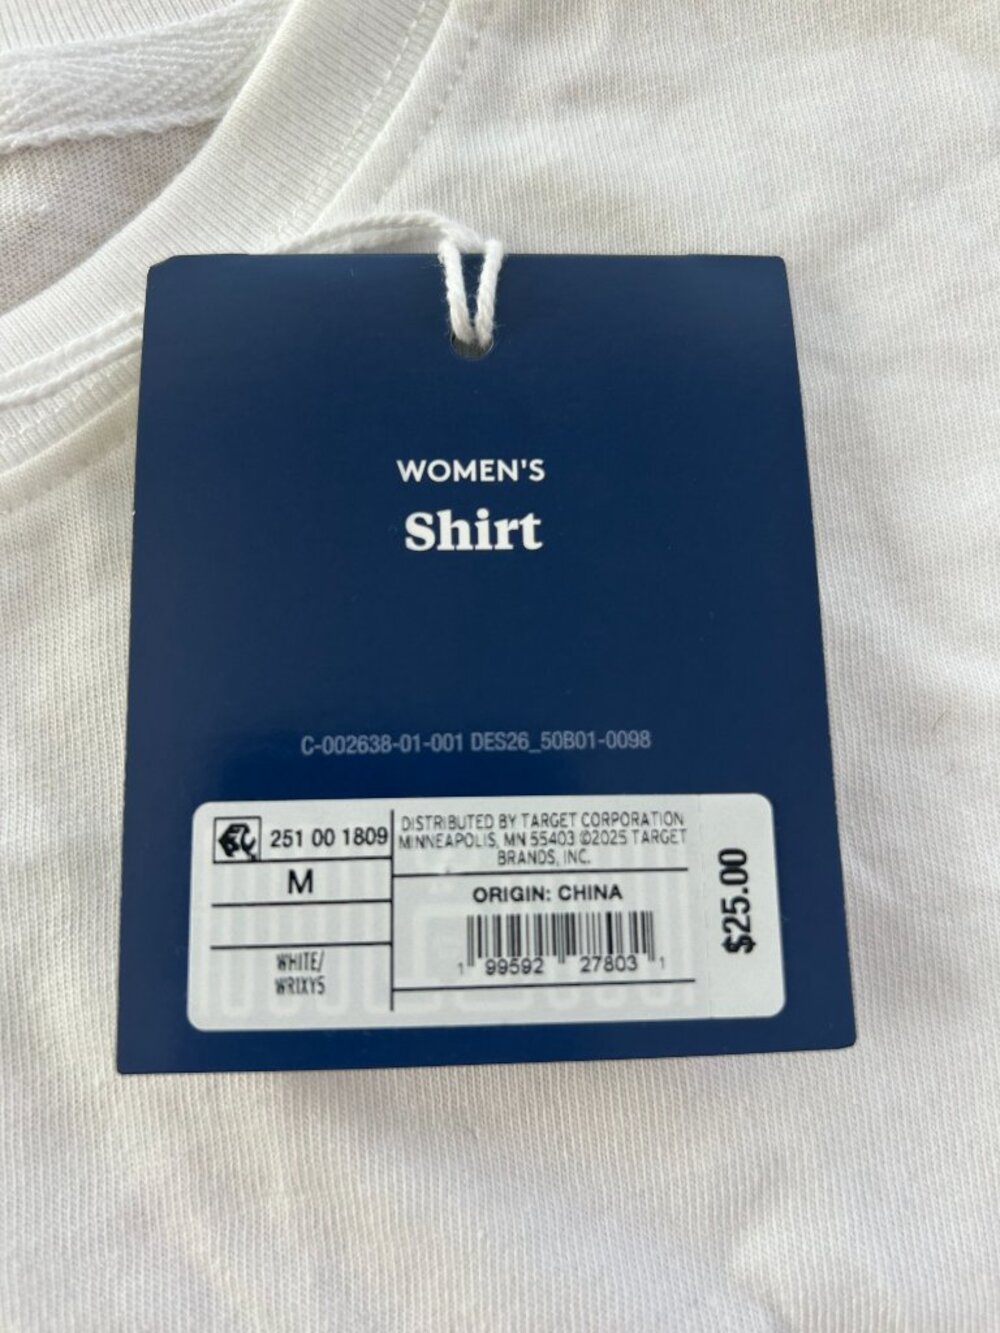 WOMEN'S
Shirt
C-002638-01-001 DES26_50B01-0098
251 00 1809
M
WHITE/
WRIXY5
DISTRIBUTED BY TARGET CORPORATION
MINNEAPOLIS, MN 55403 ©2025 TARGET
BRANDS, INC.
ORIGIN: CHINA
1 99592 27803 1
$25.00